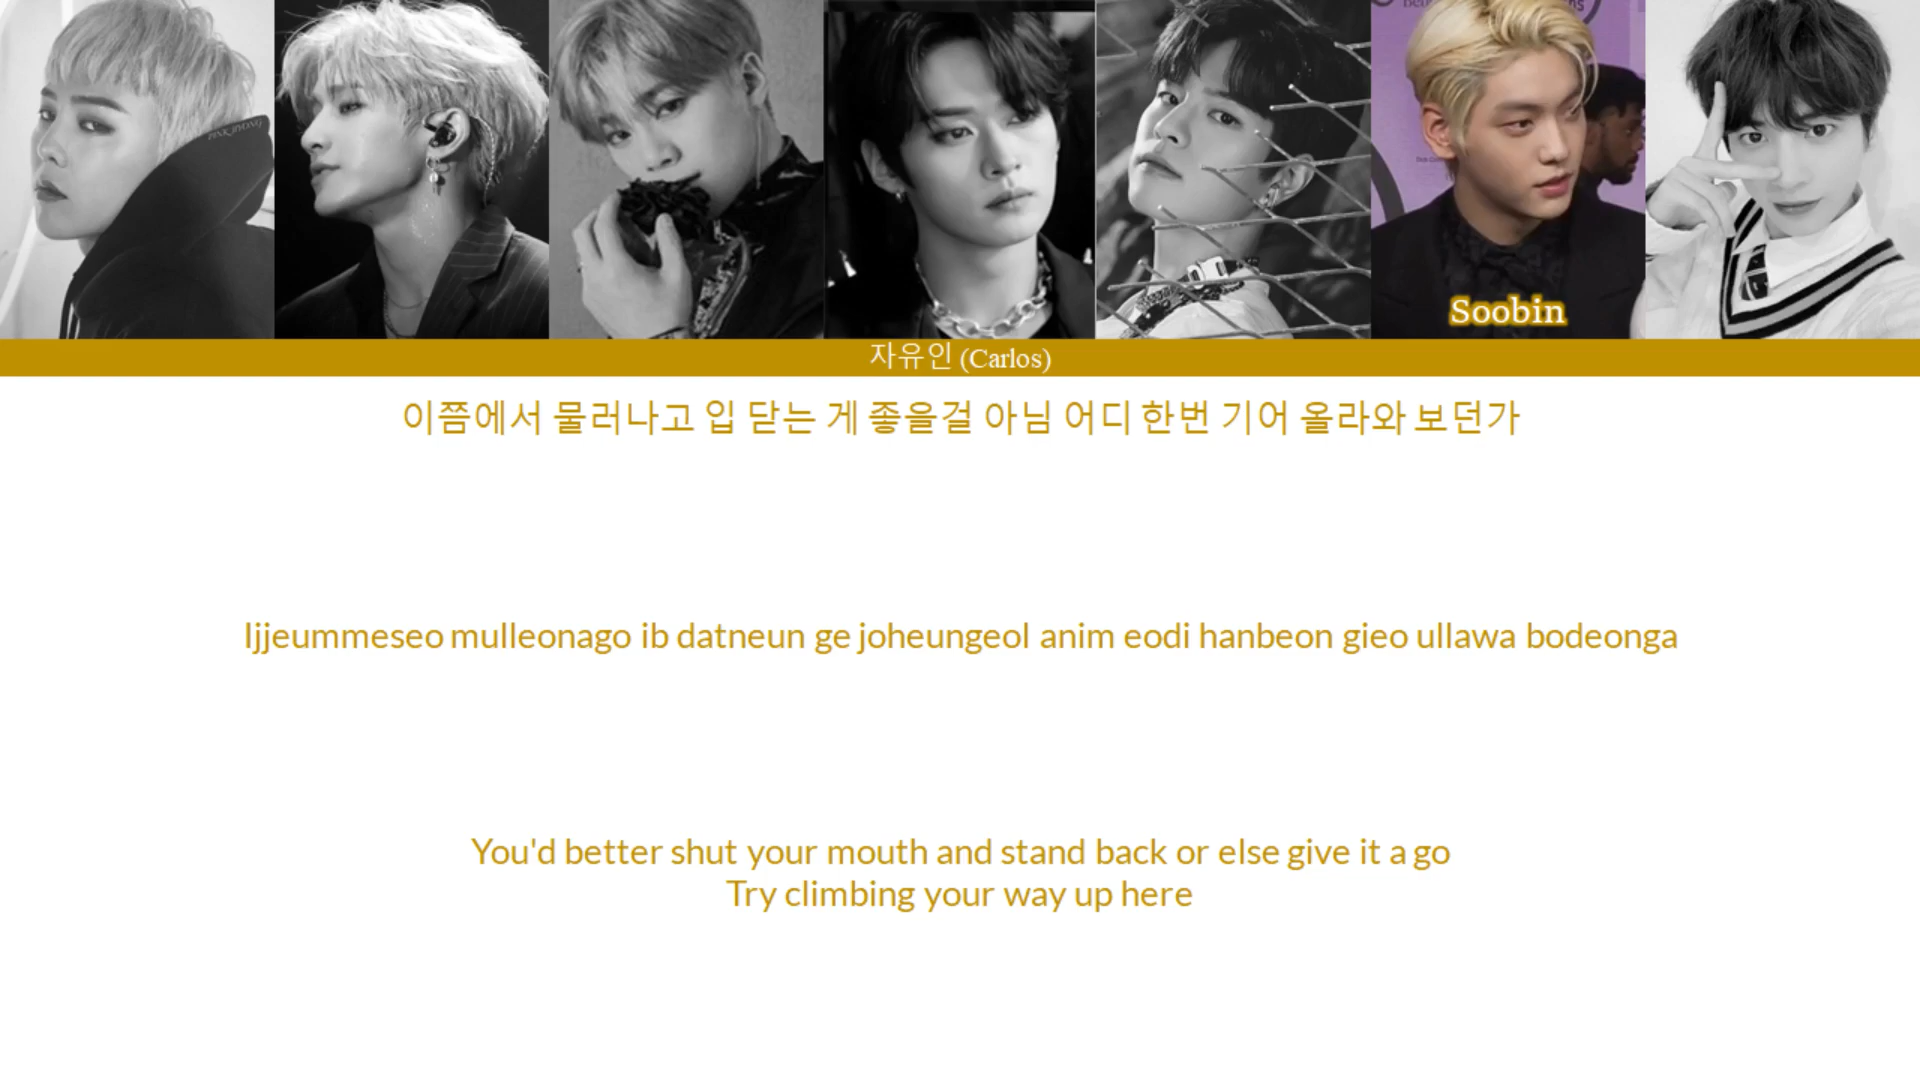 PINK_JIYONG
Soobin
자유인 (Carlos)
이쯤에서 물러나고 입 닫는 게 좋을걸 아님 어디 한번 기어 올라와 보던가
Ijjeummeseo mulleonago ib datneun ge joheungeol anim eodi hanbeon gieo ullawa bodeonga
You'd better shut your mouth and stand back or else give it a go
Try climbing your way up here